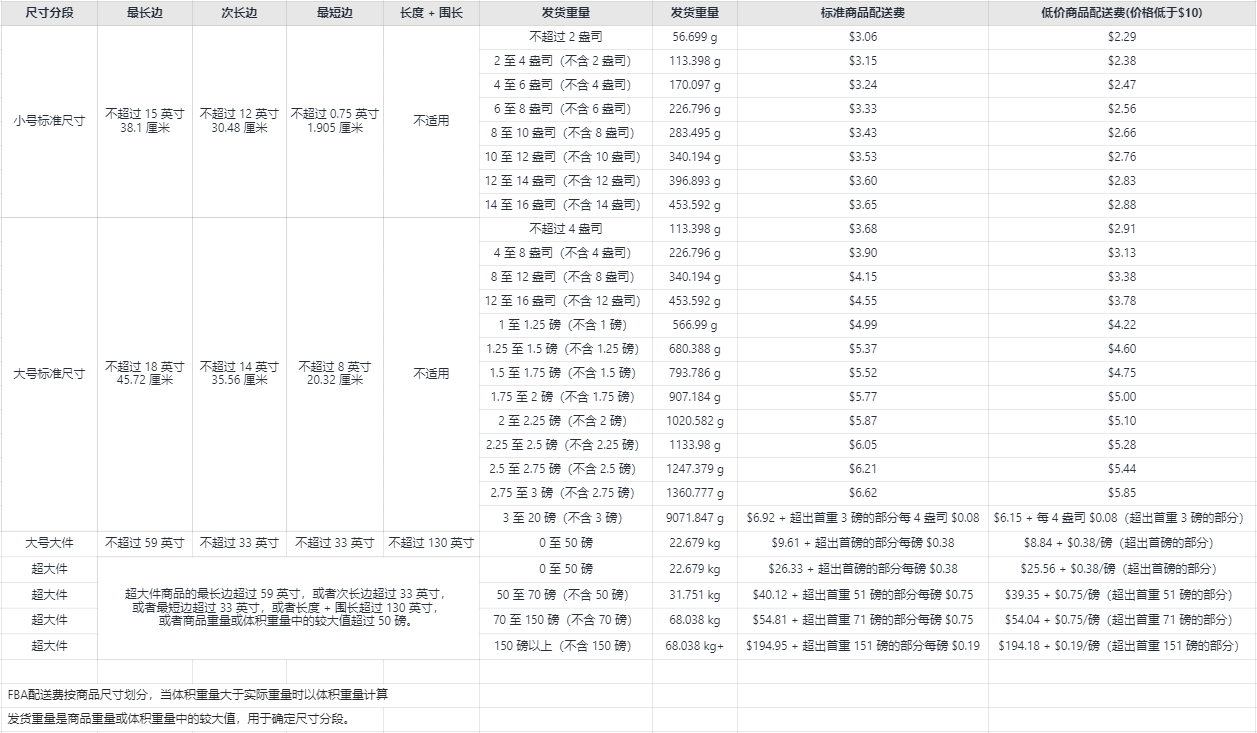 尺寸分段 最长边 次长边 最短边 长度 + 围长 发货重量 发货重量 标准商品配送费 低价商品配送费(价格低于$10)
小号标准尺寸
不超过 15 英寸
38.1 厘米
不超过 12 英寸
30.48 厘米
不超过 0.75 英寸
1.905 厘米
不适用
不超过 2 盎司 56.699 g $3.06 $2.29
2 至 4 盎司（不含 2 盎司） 113.398 g $3.15 $2.38
4 至 6 盎司（不含 4 盎司） 170.097 g $3.24 $2.47
6 至 8 盎司（不含 6 盎司） 226.796 g $3.33 $2.56
8 至 10 盎司（不含 8 盎司） 283.495 g $3.43 $2.66
10 至 12 盎司（不含 10 盎司） 340.194 g $3.53 $2.76
12 至 14 盎司（不含 12 盎司） 396.893 g $3.60 $2.83
14 至 16 盎司（不含 14 盎司） 453.592 g $3.65 $2.88
大号标准尺寸
不超过 18 英寸
45.72 厘米
不超过 14 英寸
35.56 厘米
不超过 8 英寸
20.32 厘米
不适用
不超过 4 盎司 113.398 g $3.68 $2.91
4 至 8 盎司（不含 4 盎司） 226.796 g $3.90 $3.13
8 至 12 盎司（不含 8 盎司） 340.194 g $4.15 $3.38
12 至 16 盎司（不含 12 盎司） 453.592 g $4.55 $3.78
1 至 1.25 磅（不含 1 磅） 566.99 g $4.99 $4.22
1.25 至 1.5 磅（不含 1.25 磅） 680.388 g $5.37 $4.60
1.5 至 1.75 磅（不含 1.5 磅） 793.786 g $5.52 $4.75
1.75 至 2 磅（不含 1.75 磅） 907.184 g $5.77 $5.00
2 至 2.25 磅（不含 2 磅） 1020.582 g $5.87 $5.10
2.25 至 2.5 磅（不含 2.25 磅） 1133.98 g $6.05 $5.28
2.5 至 2.75 磅（不含 2.5 磅） 1247.379 g $6.21 $5.44
2.75 至 3 磅（不含 2.75 磅） 1360.777 g $6.62 $5.85
3 至 20 磅（不含 3 磅） 9071.847 g $6.92 + 超出首重 3 磅的部分每 4 盎司 $0.08 $6.15 + 每 4 盎司 $0.08（超出首重 3 磅的部分）
大号大件 不超过 59 英寸 不超过 33 英寸 不超过 33 英寸 不超过 130 英寸 0 至 50 磅 22.679 kg $9.61 + 超出首磅的部分每磅 $0.38 $8.84 + $0.38/磅（超出首磅的部分）
超大件商品的最长边超过 59 英寸，或者次长边超过 33 英寸，
或者最短边超过 33 英寸，或者长度 + 围长超过 130 英寸，
或者商品重量或体积重量中的较大值超过 50 磅。
超大件 0 至 50 磅 22.679 kg $26.33 + 超出首磅的部分每磅 $0.38 $25.56 + $0.38/磅（超出首磅的部分）
超大件 50 至 70 磅（不含 50 磅） 31.751 kg $40.12 + 超出首重 51 磅的部分每磅 $0.75 $39.35 + $0.75/磅（超出首重 51 磅的部分）
超大件 70 至 150 磅（不含 70 磅） 68.038 kg $54.81 + 超出首重 71 磅的部分每磅 $0.75 $54.04 + $0.75/磅（超出首重 71 磅的部分）
超大件 150 磅以上（不含 150 磅） 68.038 kg+ $194.95 + 超出首重 151 磅的部分每磅 $0.19 $194.18 + $0.19/磅（超出首重 151 磅的部分）
FBA配送费按商品尺寸划分，当体积重量大于实际重量时以体积重量计算
发货重量是商品重量或体积重量中的较大值，用于确定尺寸分段。